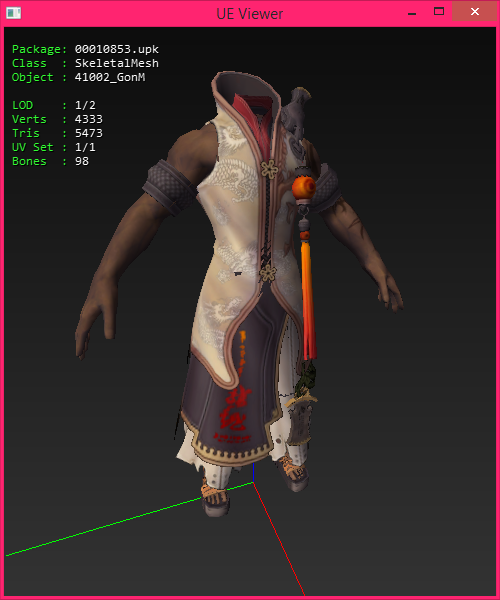 UE Viewer
Package: 00010853.upk
Class  : SkeletalMesh
Object : 41002_GonM
LOD    : 1/2
Verts  : 4333
Tris   : 5473
UV Set : 1/1
Bones  : 98